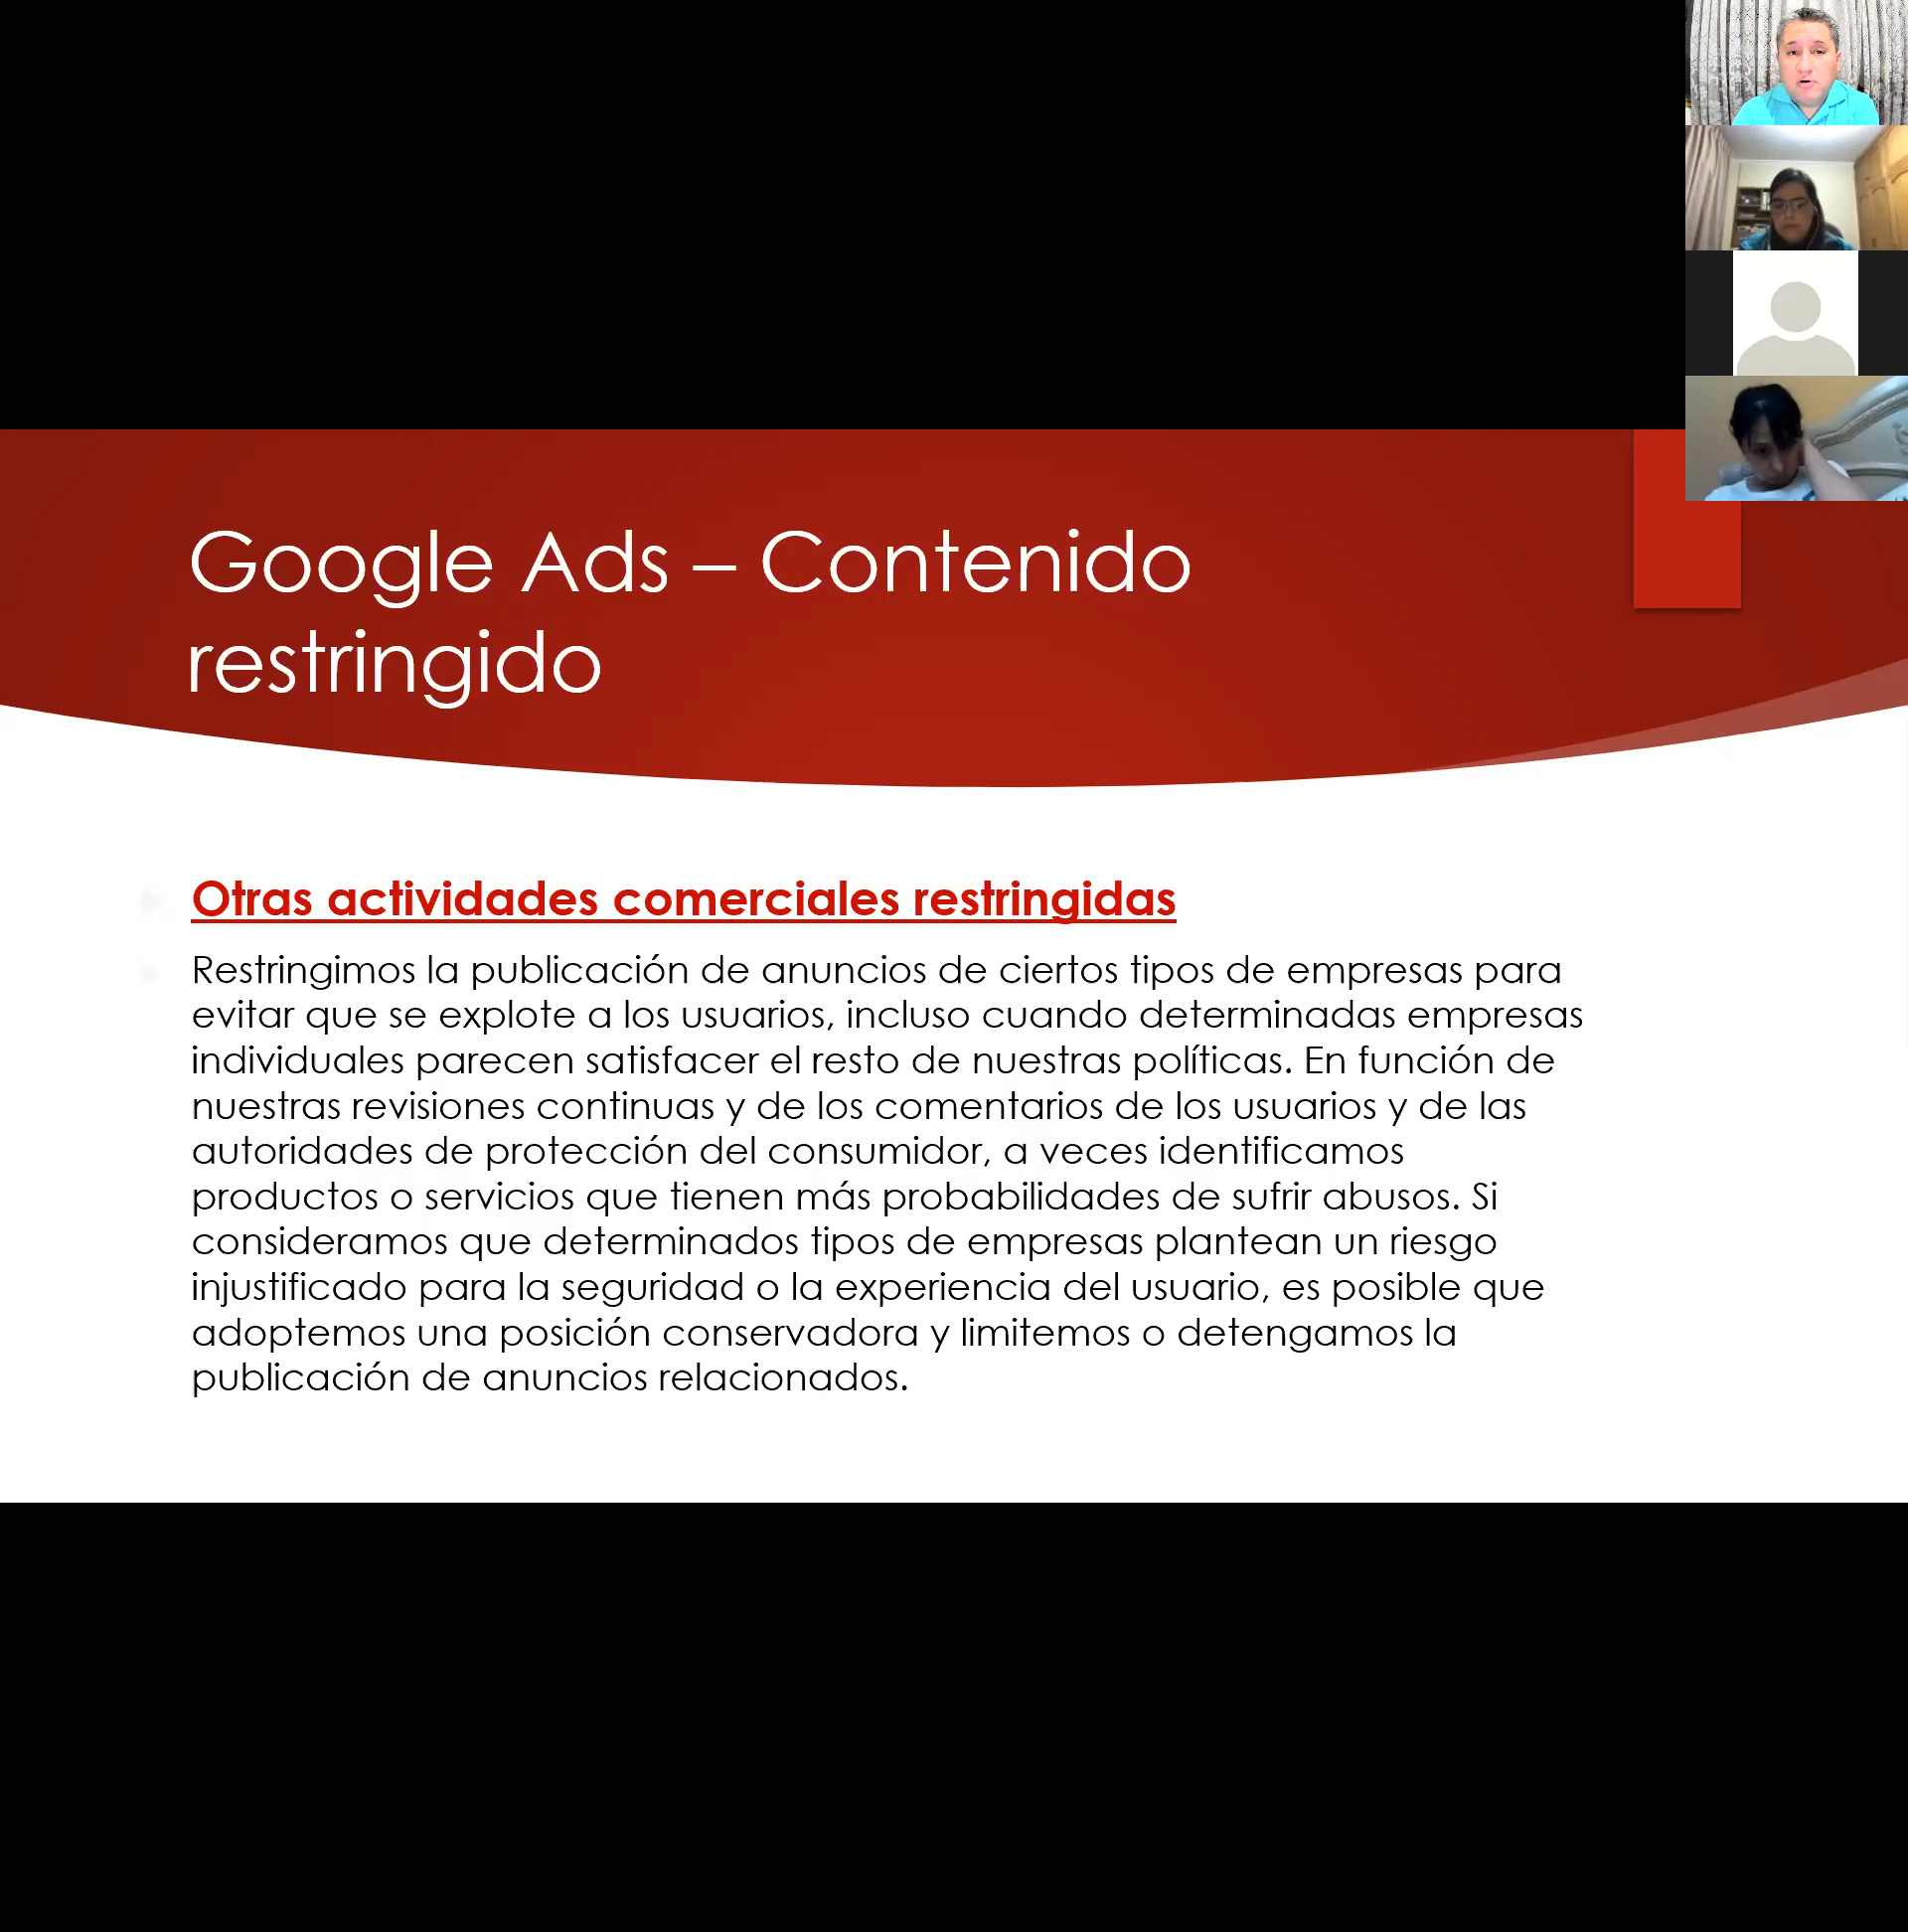 Google Ads – Contenido
restringido
Otras actividades comerciales restringidas
Restringimos la publicación de anuncios de ciertos tipos de empresas para
evitar que se explote a los usuarios, incluso cuando determinadas empresas
individuales parecen satisfacer el resto de nuestras políticas. En función de
nuestras revisiones continuas y de los comentarios de los usuarios y de las
autoridades de protección del consumidor, a veces identificamos
productos o servicios que tienen más probabilidades de sufrir abusos. Si
consideramos que determinados tipos de empresas plantean un riesgo
injustificado para la seguridad o la experiencia del usuario, es posible que
adoptemos una posición conservadora y limitemos o detengamos la
publicación de anuncios relacionados.